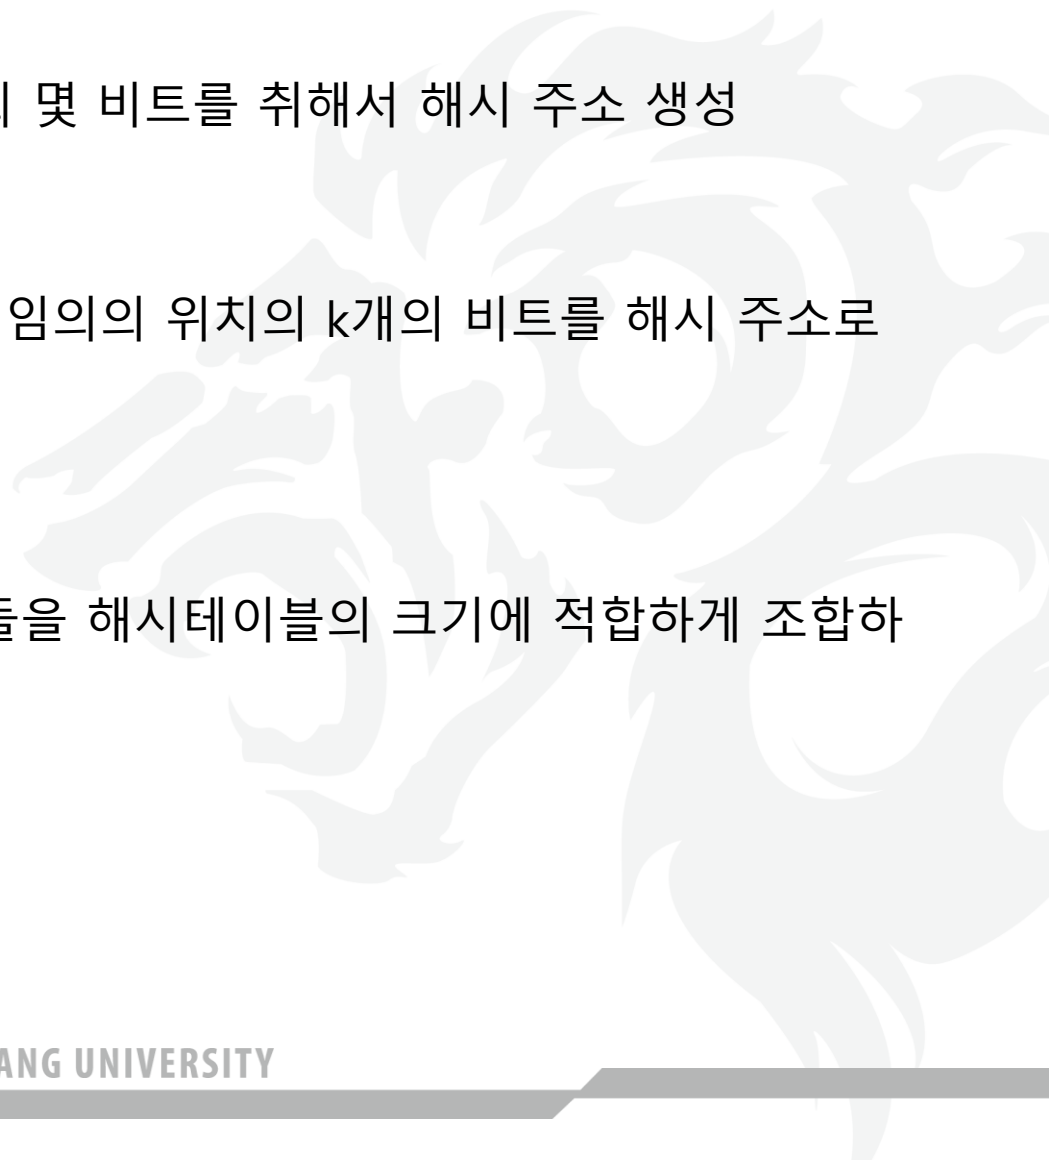 몇 비트를 취해서 해시 주소 생성
임의의 위치의 k개의 비트를 해시 주소로
들을 해시테이블의 크기에 적합하게 조합하
ANG UNIVERSITY